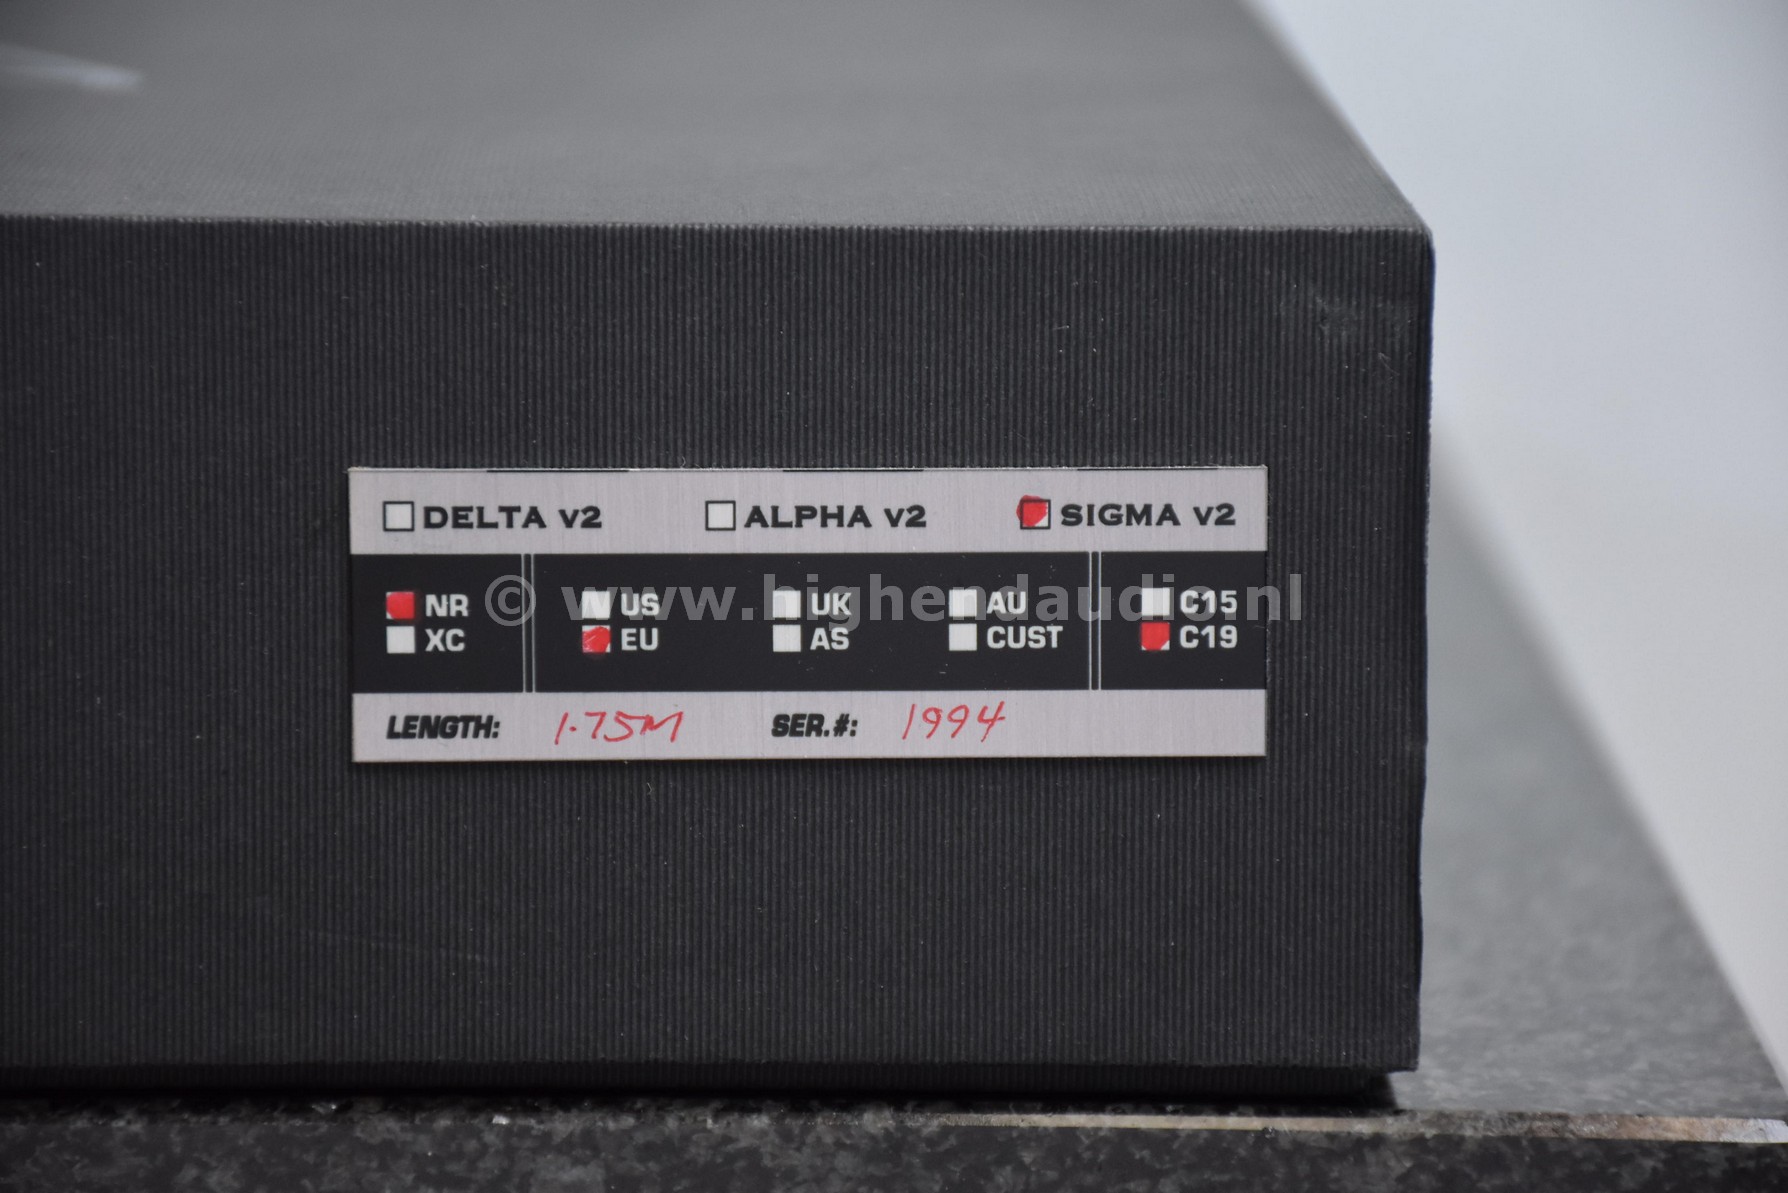 DELTA v2 ALPHA v2 SIGMA v2
NR US UK AU C15
XC EU AS CUST C19
© www.highendaudio.nl
LENGTH: 1.75M SER.#: 1994